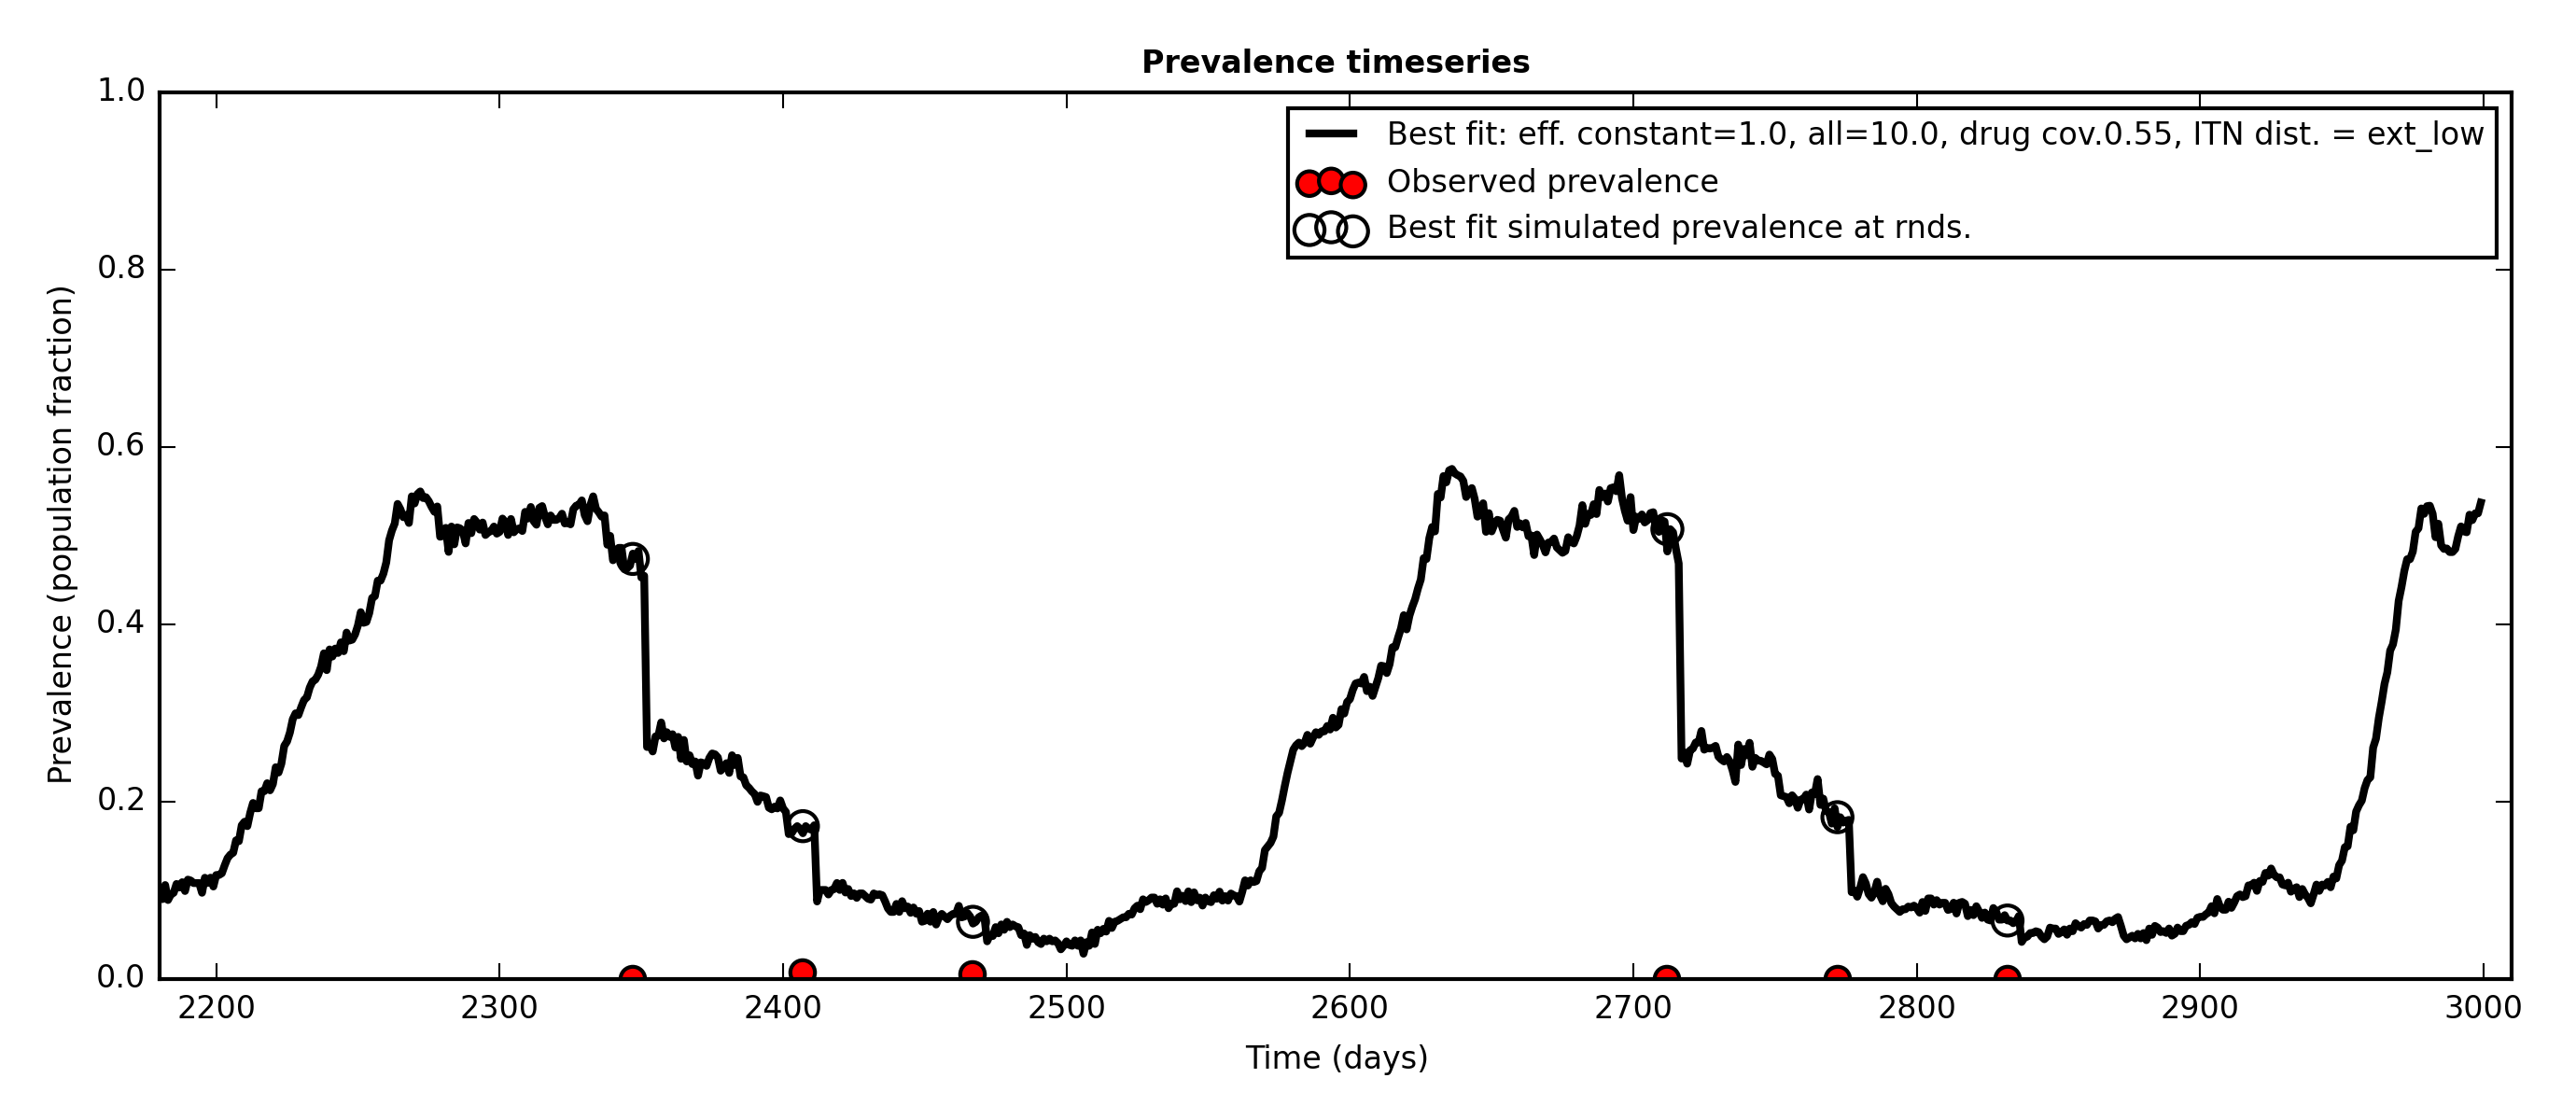 Prevalence timeseries
1.0
0.8
0.6
0.4
0.2
0.0
Prevalence (population fraction)
Best fit: eff. constant=1.0, all=10.0, drug cov.0.55, ITN dist. = ext_low
Observed prevalence
Best fit simulated prevalence at rnds.
2200 2300 2400 2500 2600 2700 2800 2900 3000
Time (days)